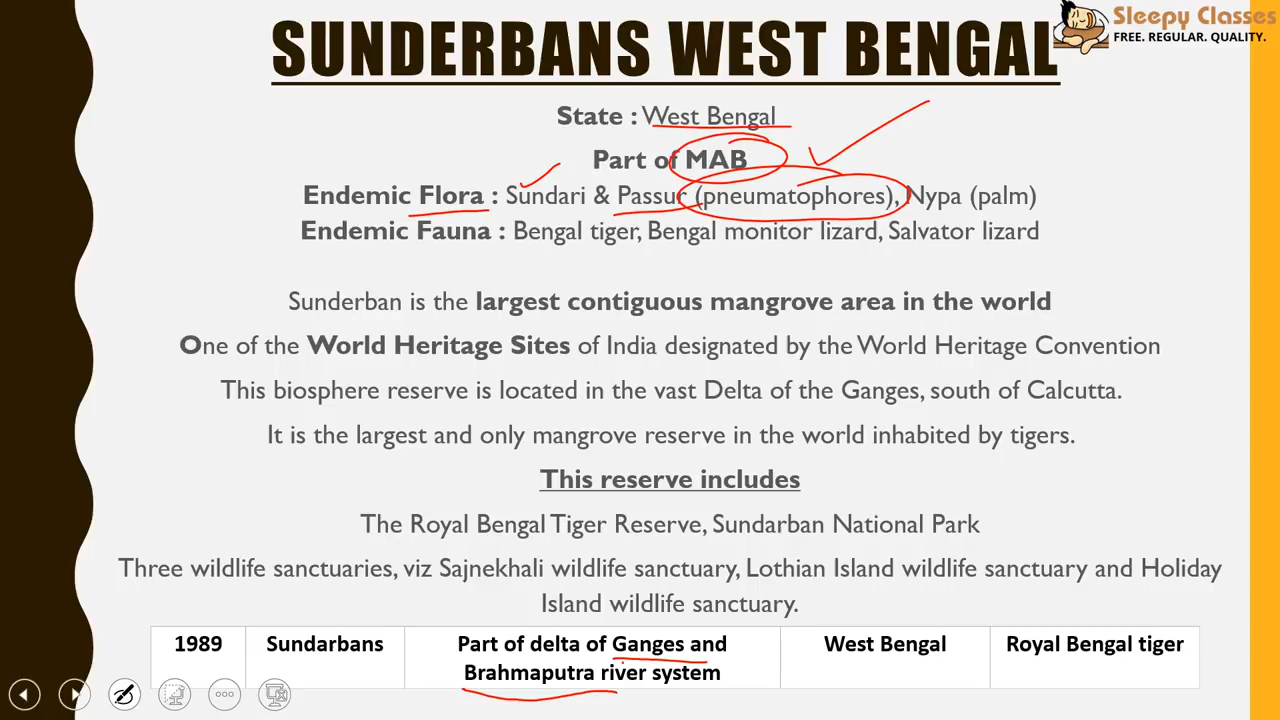 Sleepy Classes
FREE. REGULAR. QUALITY.
SUNDERBANS WEST BENGAL
State : West Bengal
Part of MAB
Endemic Flora : Sundari & Passur (pneumatophores), Nypa (palm)
Endemic Fauna : Bengal tiger, Bengal monitor lizard, Salvator lizard
Sunderban is the largest contiguous mangrove area in the world
One of the World Heritage Sites of India designated by the World Heritage Convention
This biosphere reserve is located in the vast Delta of the Ganges, south of Calcutta.
It is the largest and only mangrove reserve in the world inhabited by tigers.
This reserve includes
The Royal Bengal Tiger Reserve, Sundarban National Park
Three wildlife sanctuaries, viz Sajnekhali wildlife sanctuary, Lothian Island wildlife sanctuary and Holiday
Island wildlife sanctuary.
1989 Sundarbans Part of delta of Ganges and West Bengal Royal Bengal tiger
Brahmaputra river system